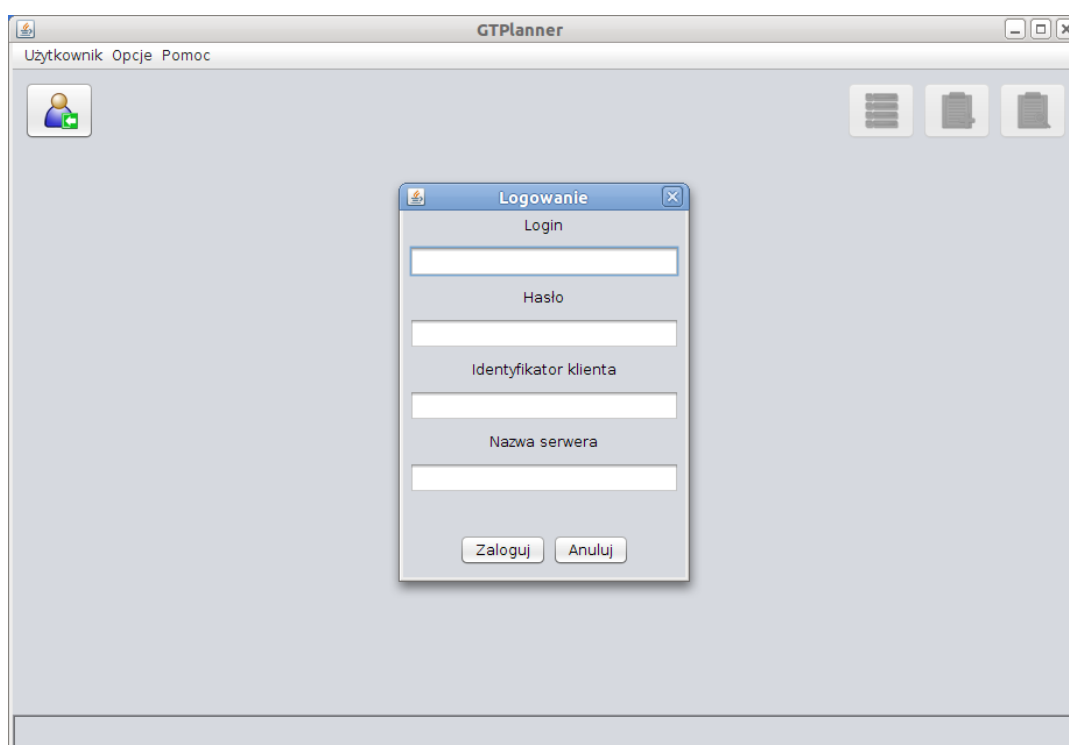 GTPlanner
Użytkownik Opcje Pomoc
Logowanie
Login
Hasło
Identyfikator klienta
Nazwa serwera
Zaloguj Anuluj